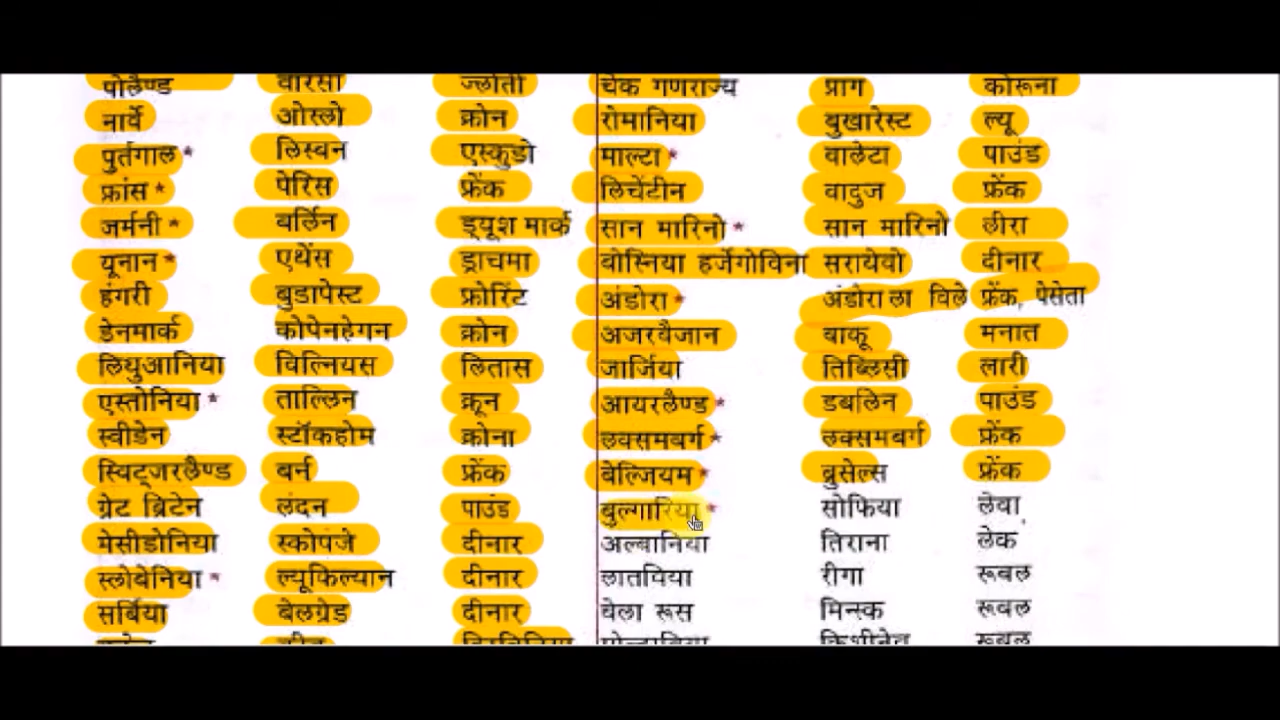 पोलैण्ड वारसा ज्लोती चेक गणराज्य प्राग कोरूना
नार्वे ओस्लो क्रोन रोमानिया बुखारेस्ट ल्यू
पुर्तगाल* लिस्बन एस्कुडो माल्टा* वालेटा पाउंड
फ्रांस* पेरिस फ्रेंक लिचेंटीन वादुज फ्रेंक
जर्मनी* बर्लिन ड्यूश मार्क सान मारिनो* सान मारिनो लीरा
यूनान* एथेंस ड्राचमा बोस्निया हर्जेगोविना सरायेवो दीनार
हंगरी बुडापेस्ट फ्रोरिंट अंडोरा* अंडोरा ला विले फ्रेंक, पेसेता
डेनमार्क कोपेनहेगन क्रोन अजरबैजान बाकू मनात
लिथुआनिया विल्नियस लितास जार्जिया तिब्लिसी लारी
एस्तोनिया* ताल्लिन क्रून आयरलैण्ड* डबलिन पाउंड
स्वीडेन स्टॉकहोम क्रोना लक्समबर्ग* लक्समबर्ग फ्रेंक
स्विट्जरलैण्ड बर्न फ्रेंक बेल्जियम* ब्रुसेल्स फ्रेंक
ग्रेट ब्रिटेन लंदन पाउंड बुल्गारिया* सोफिया लेवा
मेसीडोनिया स्कोपजे दीनार अल्बानिया तिराना लेक
स्लोवेनिया* ल्यूकिल्यान दीनार लातविया रीगा रूबल
सर्बिया बेलग्रेड दीनार बेला रूस मिन्स्क रूबल